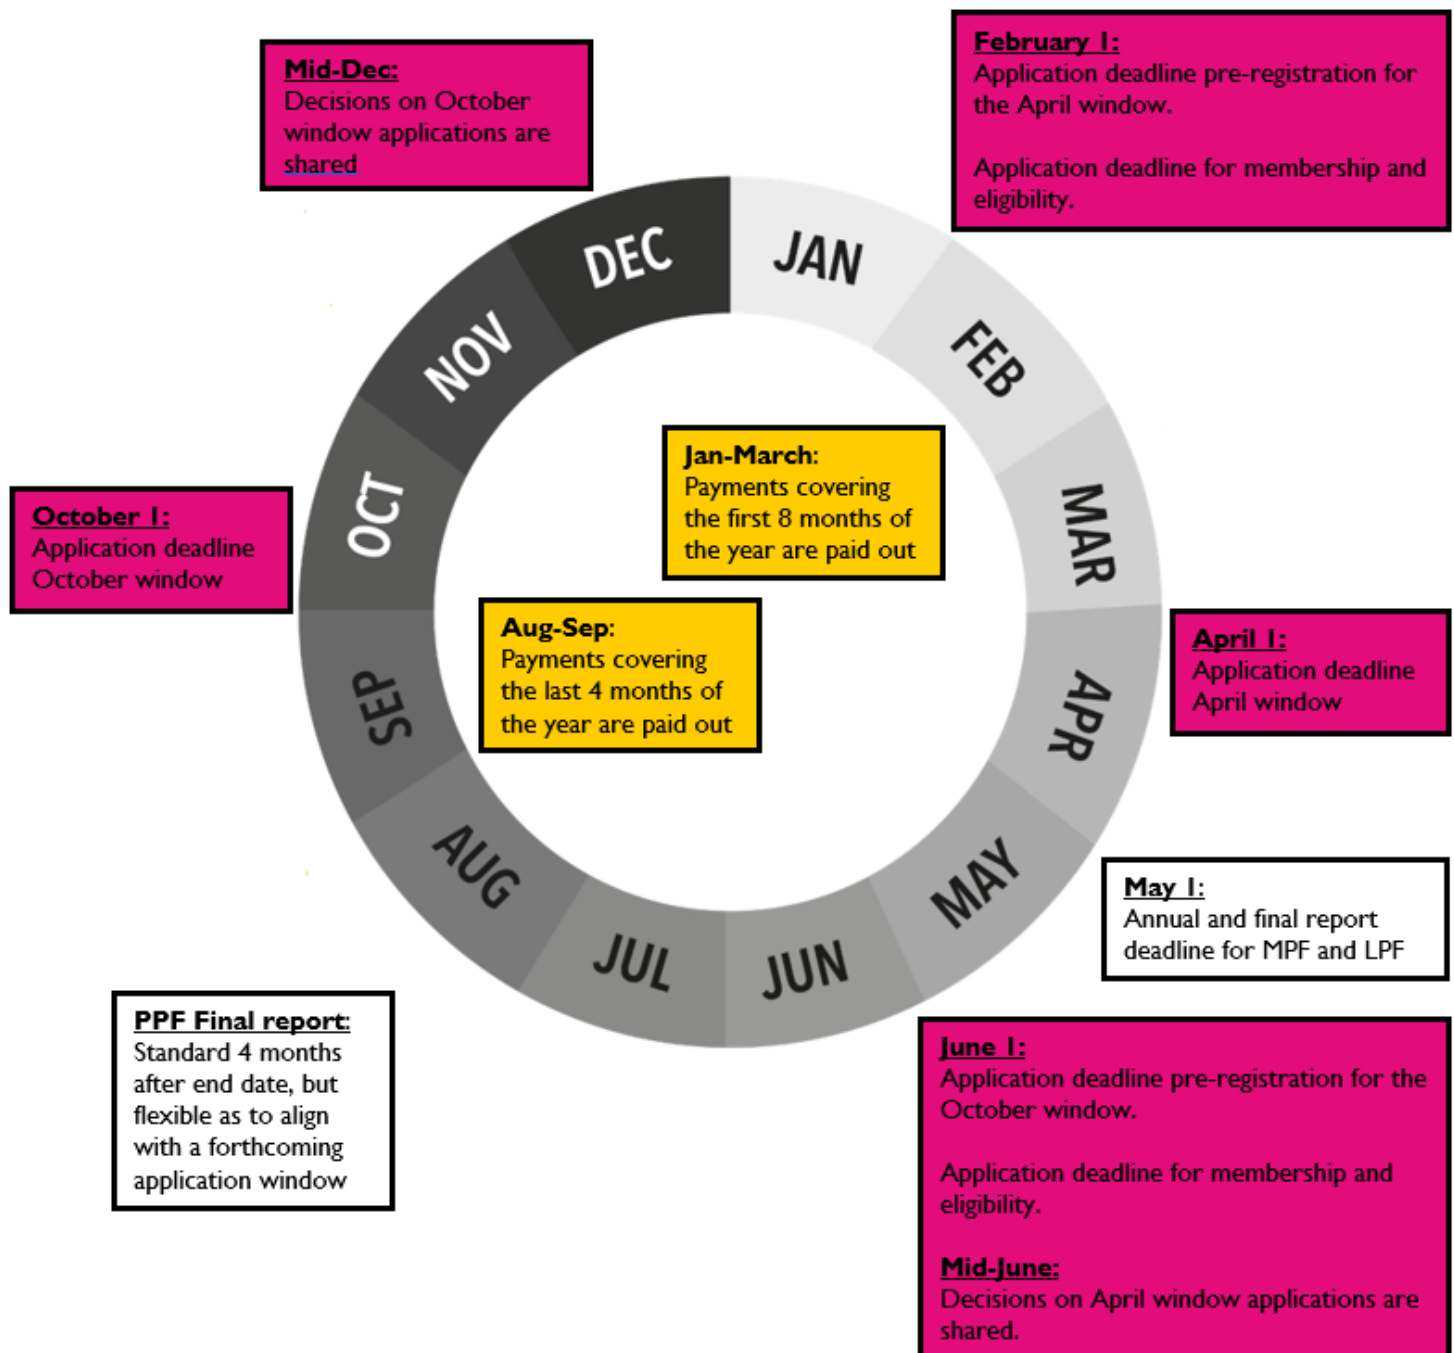 Mid-Dec:
Decisions on October
window applications are
shared
February 1:
Application deadline pre-registration for
the April window.
Application deadline for membership and
eligibility.
DEC
JAN
NOV
FEB
Jan-March:
Payments covering
the first 8 months of
the year are paid out
OCT
MAR
October 1:
Application deadline
October window
Aug-Sep:
Payments covering
the last 4 months of
the year are paid out
April 1:
Application deadline
April window
SEP
APR
AUG
MAY
May 1:
Annual and final report
deadline for MPF and LPF
JUL
JUN
PPF Final report:
Standard 4 months
after end date, but
flexible as to align
with a forthcoming
application window
June 1:
Application deadline pre-registration for the
October window.
Application deadline for membership and
eligibility.
Mid-June:
Decisions on April window applications are
shared.